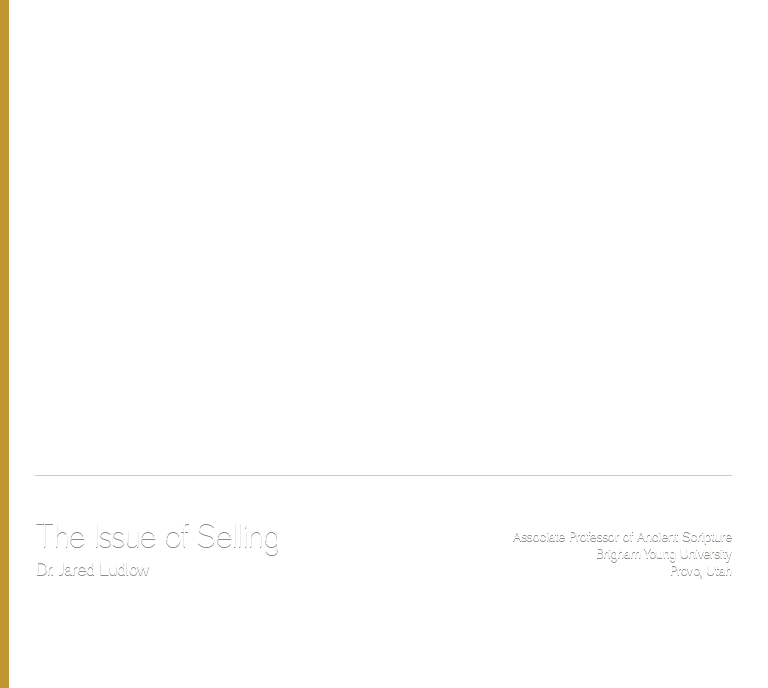 The Issue of Selling
Dr. Jared Ludlow
Associate Professor of Ancient Scripture
Brigham Young University
Provo, Utah